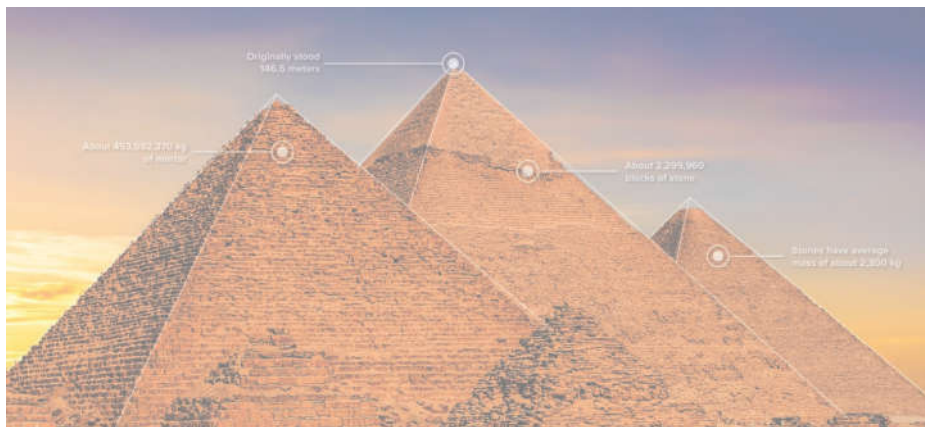 Originally stood
146.5 meters
About 453,592,370 kg
of mortar
About 2,299,960
blocks of stone
Stones have average
mass of about 2,300 kg